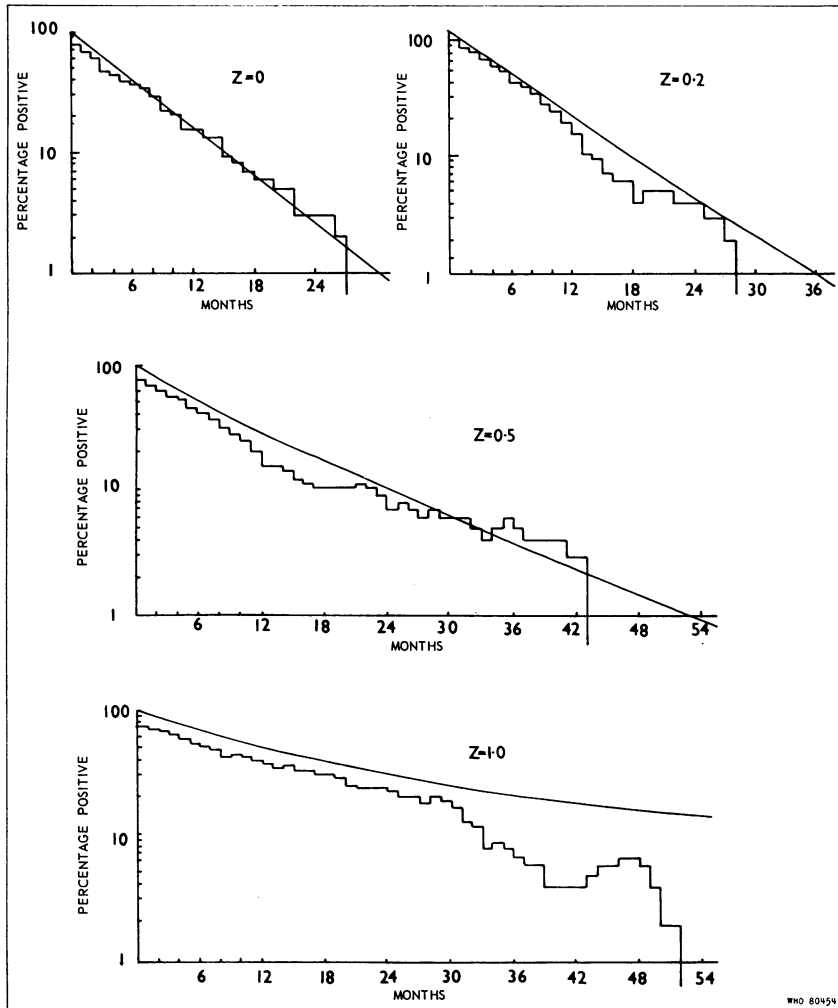 100
10
1
PERCENTAGE POSITIVE
Z=0
6 12 18 24
MONTHS
100
10
1
PERCENTAGE POSITIVE
Z=0·2
6 12 18 24 30 36
MONTHS
100
10
1
PERCENTAGE POSITIVE
Z=0·5
6 12 18 24 30 36 42 48 54
MONTHS
100
10
1
PERCENTAGE POSITIVE
Z=1·0
6 12 18 24 30 36 42 48 54
MONTHS
WHO 80454